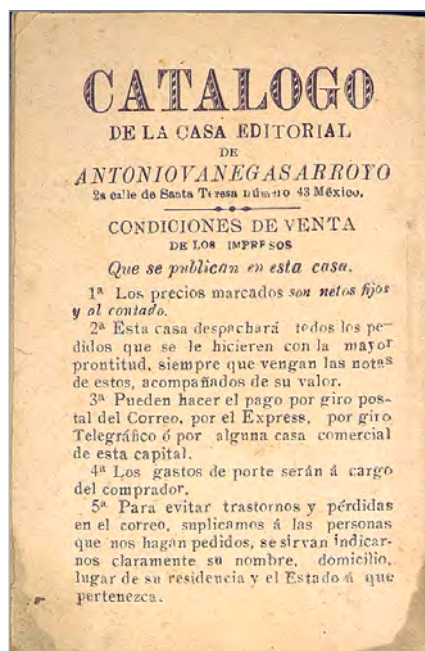 CATALOGO
DE LA CASA EDITORIAL
DE
ANTONIO VANEGAS ARROYO
2a calle de Santa Teresa número 43 México.
CONDICIONES DE VENTA
DE LOS IMPRESOS
Que se publican en esta casa.
1ª Los precios marcados son netos fijos
y al contado.
2ª Esta casa despachará todos los pe-
didos que se le hicieren con la mayor
prontitud, siempre que vengan las notas
de estos, acompañados de su valor.
3ª Pueden hacer el pago por giro pos-
tal del Correo, por el Express, por giro
Telegráfico ó por alguna casa comercial
de esta capital.
4ª Los gastos de porte serán á cargo
del comprador.
5ª Para evitar trastornos y pérdidas
en el correo, suplicamos á las personas
que nos hagan pedidos, se sirvan indicar-
nos claramente su nombre, domicilio,
lugar de su residencia y el Estado á que
pertenezca.